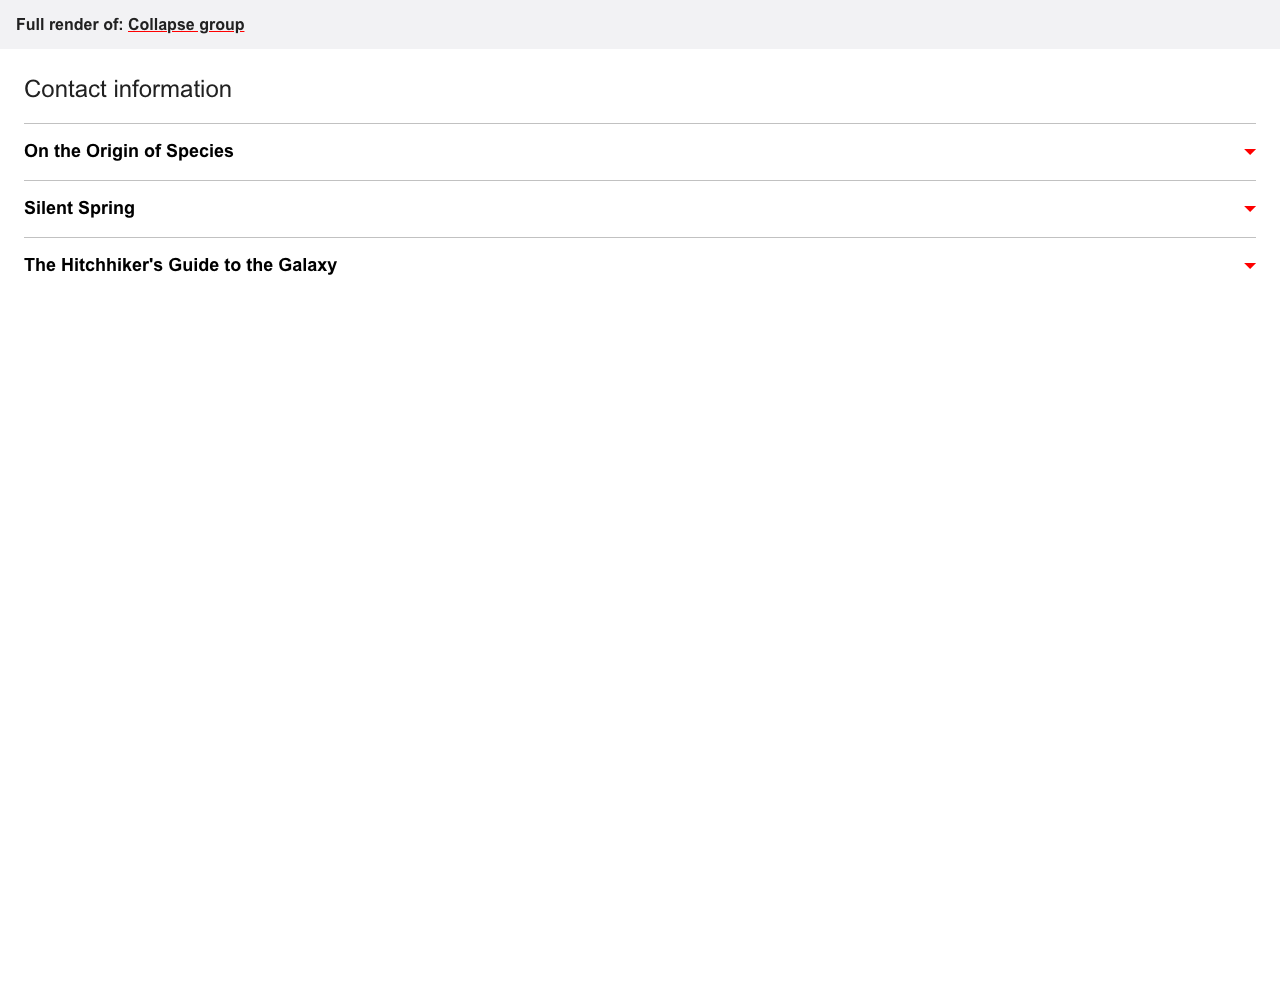 Full render of: Collapse group
Contact information
On the Origin of Species
Silent Spring
The Hitchhiker's Guide to the Galaxy